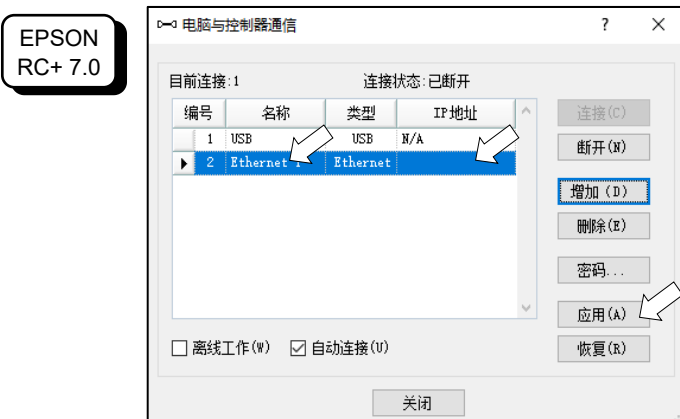 EPSON
RC+ 7.0
电脑与控制器通信 ? ×
目前连接:1 连接状态:已断开
编号 名称 类型 IP地址 连接(C)
1 USB USB N/A 断开(N)
2 Ethernet 1 Ethernet
增加 (D)
删除(E)
密码...
应用(A)
离线工作(W) 自动连接(U) 恢复(R)
关闭